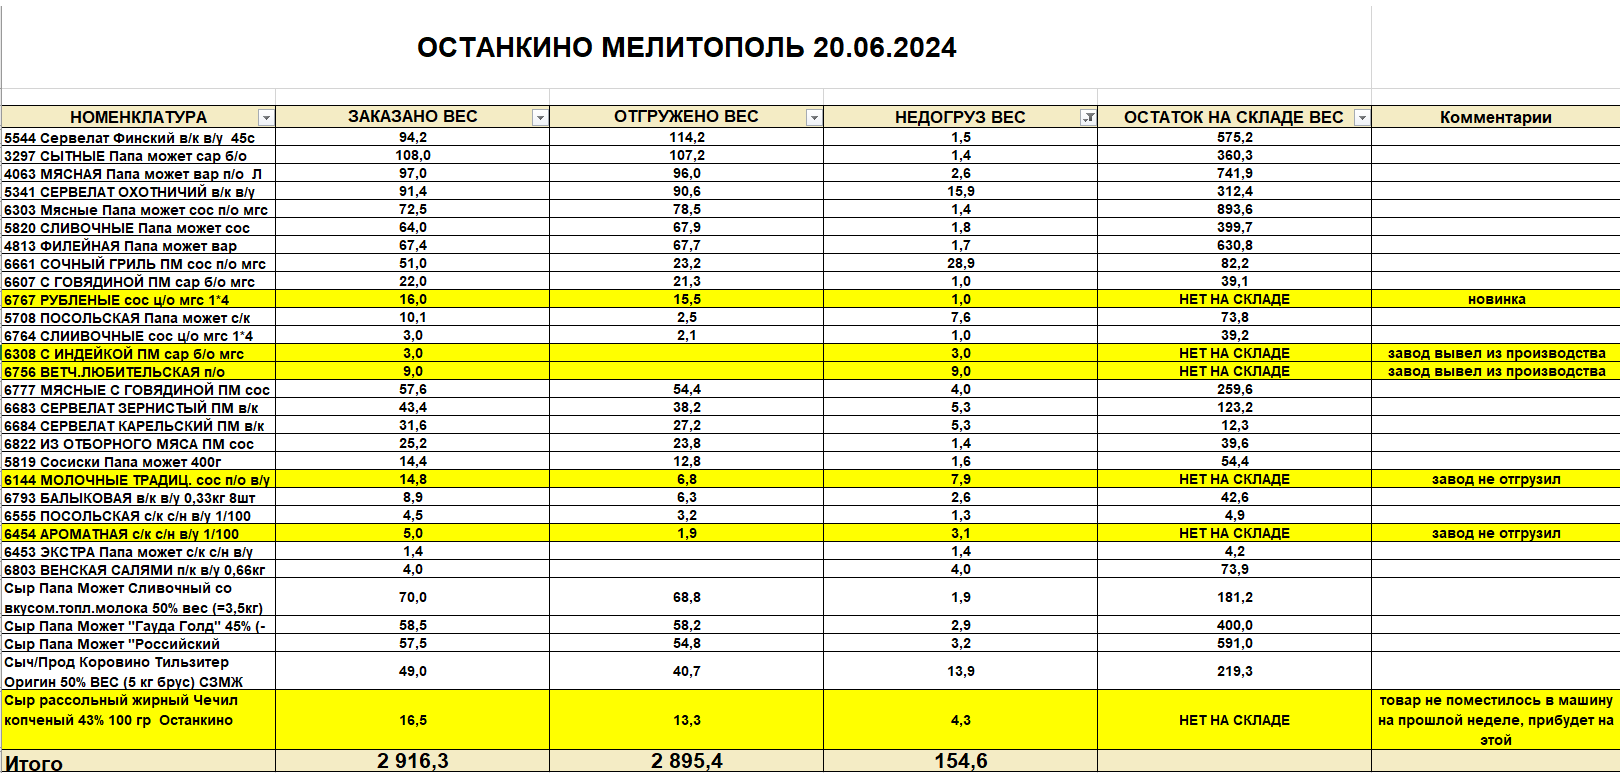 ОСТАНКИНО МЕЛИТОПОЛЬ 20.06.2024
НОМЕНКЛАТУРА ЗАКАЗАНО ВЕС ОТГРУЖЕНО ВЕС НЕДОГРУЗ ВЕС ОСТАТОК НА СКЛАДЕ ВЕС Комментарии
5544 Сервелат Финский в/к в/у 45с 94,2 114,2 1,5 575,2
3297 СЫТНЫЕ Папа может сар б/о 108,0 107,2 1,4 360,3
4063 МЯСНАЯ Папа может вар п/о Л 97,0 96,0 2,6 741,9
5341 СЕРВЕЛАТ ОХОТНИЧИЙ в/к в/у 91,4 90,6 15,9 312,4
6303 Мясные Папа может сос п/о мгс 72,5 78,5 1,4 893,6
5820 СЛИВОЧНЫЕ Папа может сос 64,0 67,9 1,8 399,7
4813 ФИЛЕЙНАЯ Папа может вар 67,4 67,7 1,7 630,8
6661 СОЧНЫЙ ГРИЛЬ ПМ сос п/о мгс 51,0 23,2 28,9 82,2
6607 С ГОВЯДИНОЙ ПМ сар б/о мгс 22,0 21,3 1,0 39,1
6767 РУБЛЕНЫЕ сос ц/о мгс 1*4 16,0 15,5 1,0 НЕТ НА СКЛАДЕ новинка
5708 ПОСОЛЬСКАЯ Папа может с/к 10,1 2,5 7,6 73,8
6764 СЛИИВОЧНЫЕ сос ц/о мгс 1*4 3,0 2,1 1,0 39,2
6308 С ИНДЕЙКОЙ ПМ сар б/о мгс 3,0 3,0 НЕТ НА СКЛАДЕ завод вывел из производства
6756 ВЕТЧ.ЛЮБИТЕЛЬСКАЯ п/о 9,0 9,0 НЕТ НА СКЛАДЕ завод вывел из производства
6777 МЯСНЫЕ С ГОВЯДИНОЙ ПМ сос 57,6 54,4 4,0 259,6
6683 СЕРВЕЛАТ ЗЕРНИСТЫЙ ПМ в/к 43,4 38,2 5,3 123,2
6684 СЕРВЕЛАТ КАРЕЛЬСКИЙ ПМ в/к 31,6 27,2 5,3 12,3
6822 ИЗ ОТБОРНОГО МЯСА ПМ сос 25,2 23,8 1,4 39,6
5819 Сосиски Папа может 400г 14,4 12,8 1,6 54,4
6144 МОЛОЧНЫЕ ТРАДИЦ. сос п/о в/у 14,8 6,8 7,9 НЕТ НА СКЛАДЕ завод не отгрузил
6793 БАЛЫКОВАЯ в/к в/у 0,33кг 8шт 8,9 6,3 2,6 42,6
6555 ПОСОЛЬСКАЯ с/к с/н в/у 1/100 4,5 3,2 1,3 4,9
6454 АРОМАТНАЯ с/к с/н в/у 1/100 5,0 1,9 3,1 НЕТ НА СКЛАДЕ завод не отгрузил
6453 ЭКСТРА Папа может с/к с/н в/у 1,4 1,4 4,2
6803 ВЕНСКАЯ САЛЯМИ п/к в/у 0,66кг 4,0 4,0 73,9
Сыр Папа Может Сливочный со
вкусом.топл.молока 50% вес (=3,5кг) 70,0 68,8 1,9 181,2
Сыр Папа Может "Гауда Голд" 45% (- 58,5 58,2 2,9 400,0
Сыр Папа Может "Российский 57,5 54,8 3,2 591,0
Сыч/Прод Коровино Тильзитер
Оригин 50% ВЕС (5 кг брус) СЗМЖ 49,0 40,7 13,9 219,3
Сыр рассольный жирный Чечил
копченый 43% 100 гр Останкино 16,5 13,3 4,3 НЕТ НА СКЛАДЕ товар не поместилось в машину
на прошлой неделе, прибудет на
этой
Итого 2 916,3 2 895,4 154,6